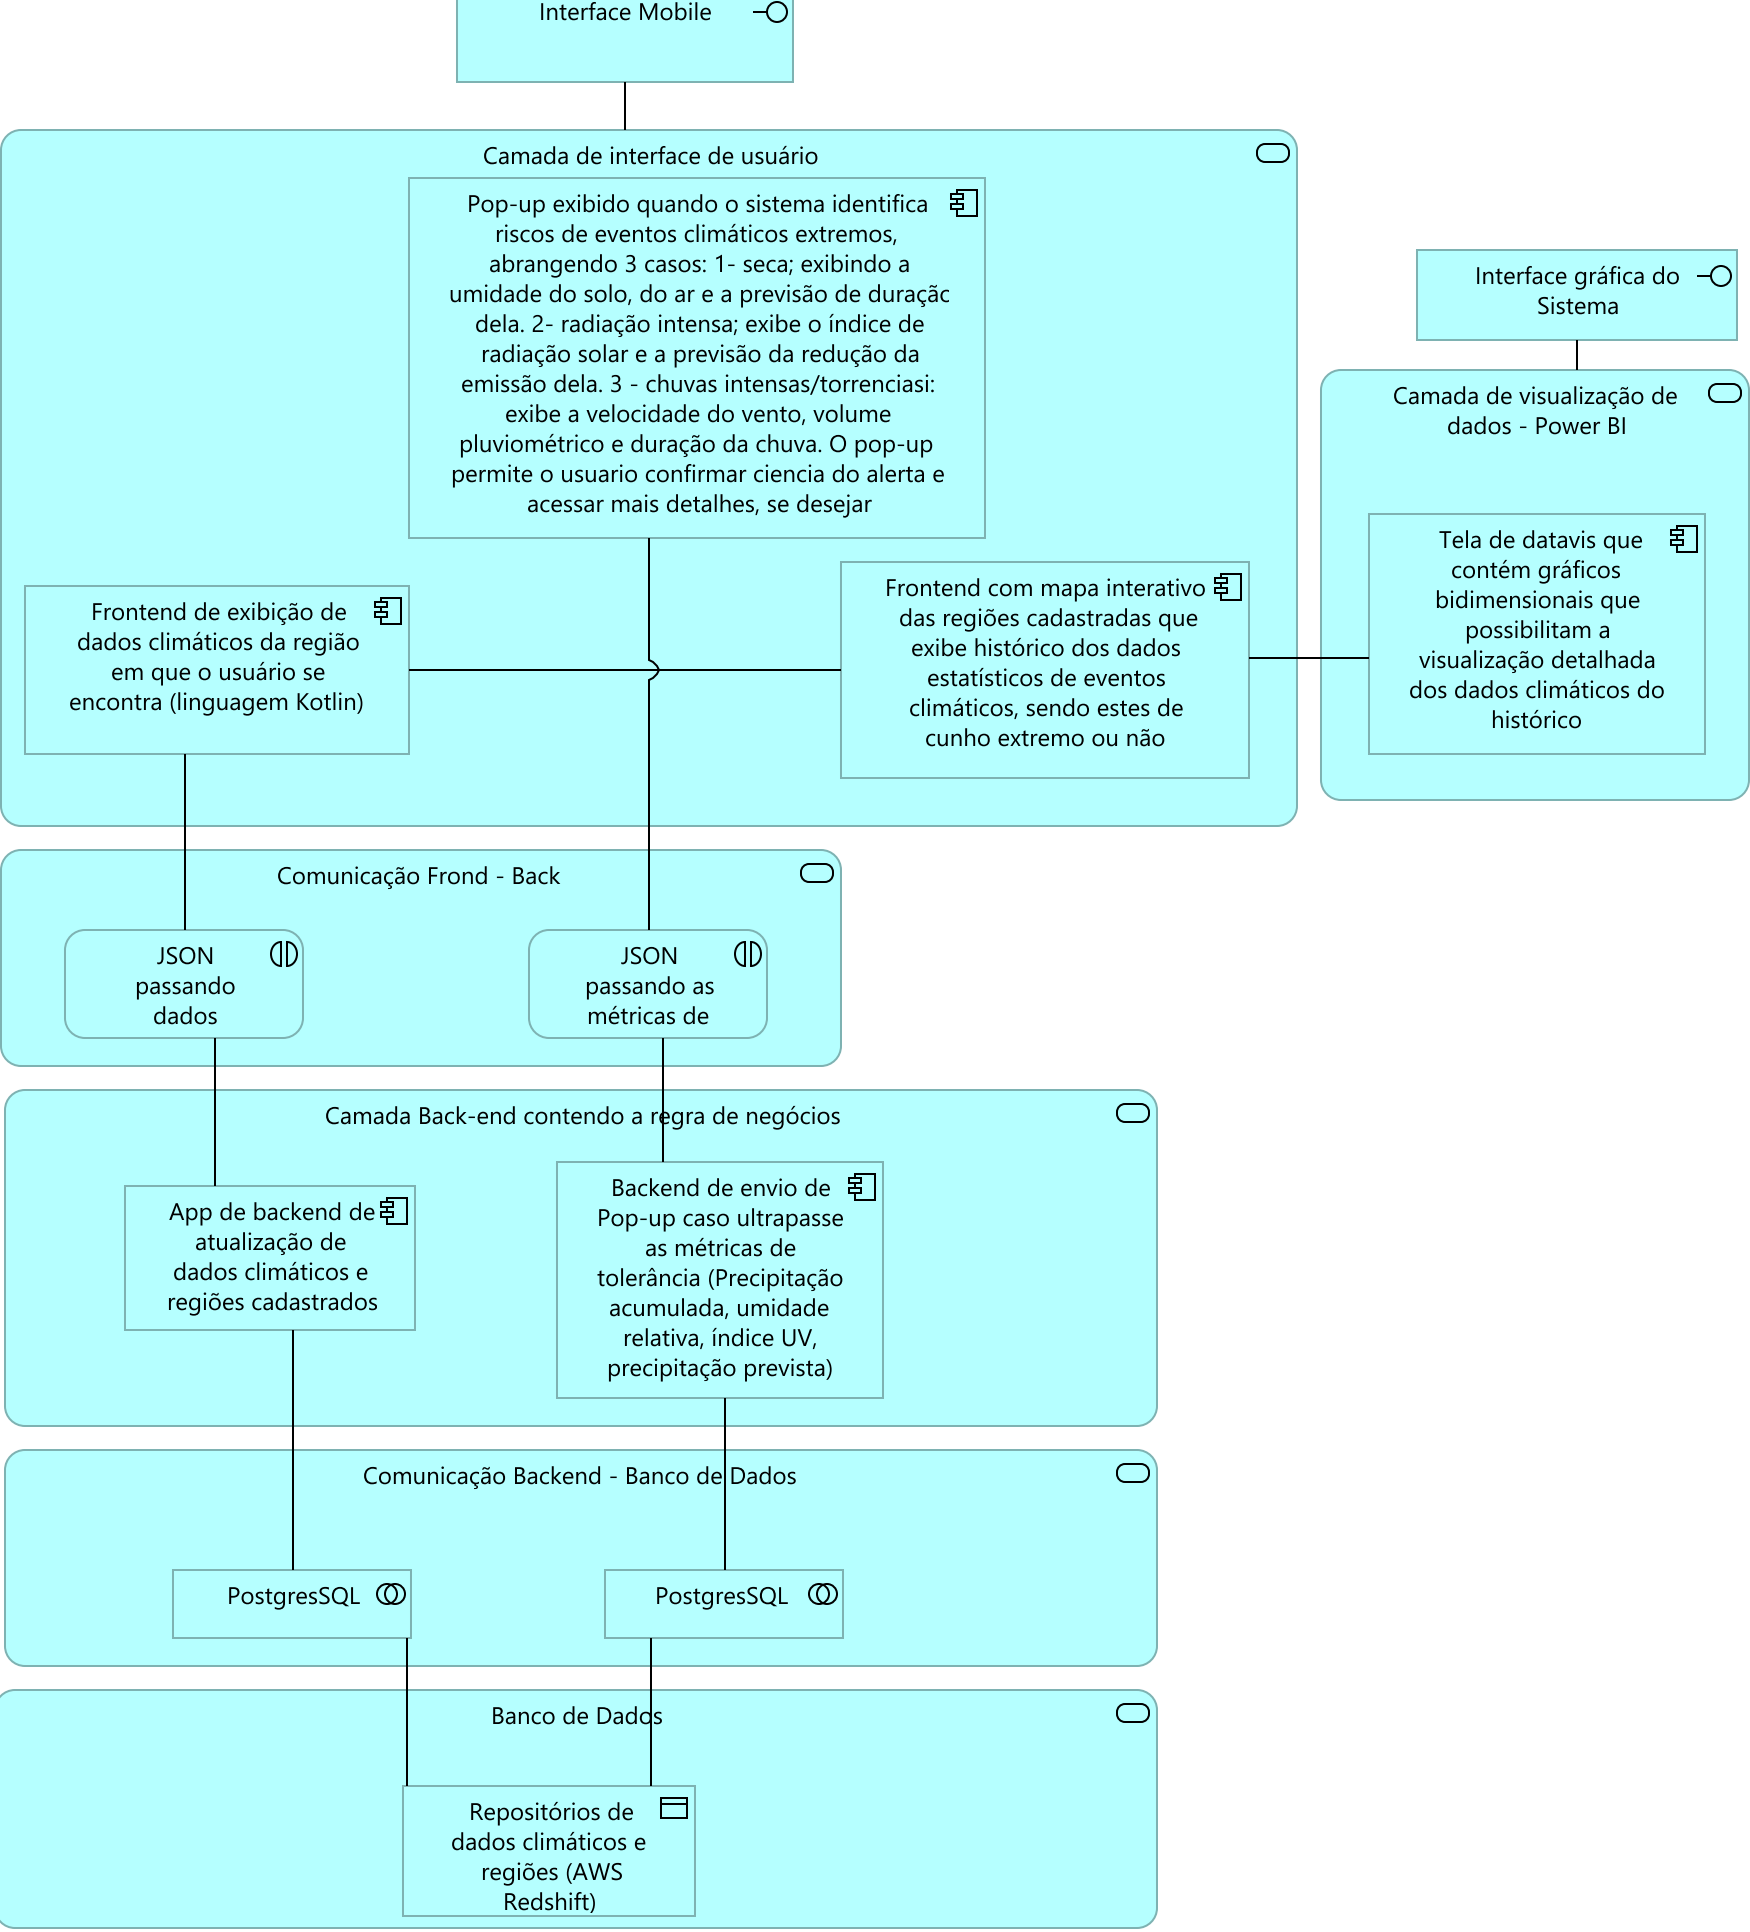 Interface Mobile
Camada de interface de usuário
Pop-up exibido quando o sistema identifica
riscos de eventos climáticos extremos,
abrangendo 3 casos: 1- seca; exibindo a
umidade do solo, do ar e a previsão de duração
dela. 2- radiação intensa; exibe o índice de
radiação solar e a previsão da redução da
emissão dela. 3 - chuvas intensas/torrenciasi:
exibe a velocidade do vento, volume
pluviométrico e duração da chuva. O pop-up
permite o usuario confirmar ciencia do alerta e
acessar mais detalhes, se desejar
Interface gráfica do
Sistema
Camada de visualização de
dados - Power BI
Tela de datavis que
contém gráficos
bidimensionais que
possibilitam a
visualização detalhada
dos dados climáticos do
histórico
Frontend de exibição de
dados climáticos da região
em que o usuário se
encontra (linguagem Kotlin)
Frontend com mapa interativo
das regiões cadastradas que
exibe histórico dos dados
estatísticos de eventos
climáticos, sendo estes de
cunho extremo ou não
Comunicação Frond - Back
JSON
passando
dados
JSON
passando as
métricas de
Camada Back-end contendo a regra de negócios
App de backend de
atualização de
dados climáticos e
regiões cadastrados
Backend de envio de
Pop-up caso ultrapasse
as métricas de
tolerância (Precipitação
acumulada, umidade
relativa, índice UV,
precipitação prevista)
Comunicação Backend - Banco de Dados
PostgresSQL
PostgresSQL
Banco de Dados
Repositórios de
dados climáticos e
regiões (AWS
Redshift)